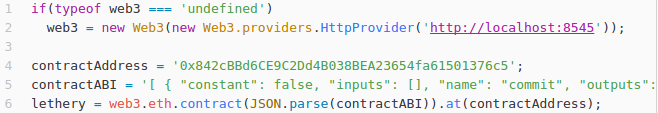 1 if(typeof web3 === 'undefined')
2   web3 = new Web3(new Web3.providers.HttpProvider('http://localhost:8545'));
3
4 contractAddress = '0x842cBBd6CE9C2Dd4B038BEA23654fa61501376c5';
5 contractABI = '[ { "constant": false, "inputs": [], "name": "commit", "outputs":
6 lethery = web3.eth.contract(JSON.parse(contractABI)).at(contractAddress);